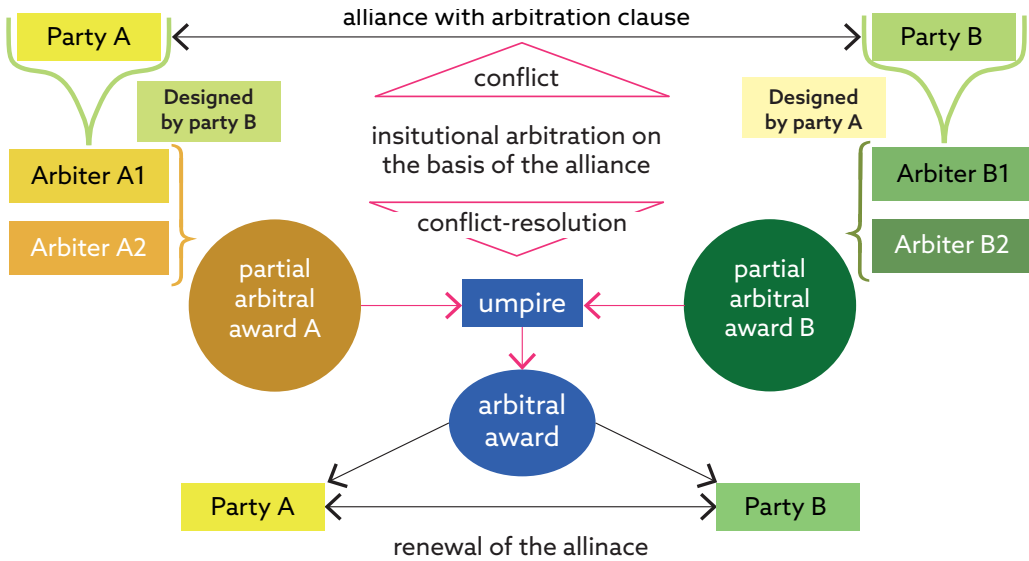 alliance with arbitration clause
Party A
Party B
conflict
Designed
by party B
Designed
by party A
insitutional arbitration on
the basis of the alliance
Arbiter A1
Arbiter B1
conflict-resolution
Arbiter A2
Arbiter B2
partial
arbitral
award A
umpire
partial
arbitral
award B
arbitral
award
Party A
Party B
renewal of the allinace